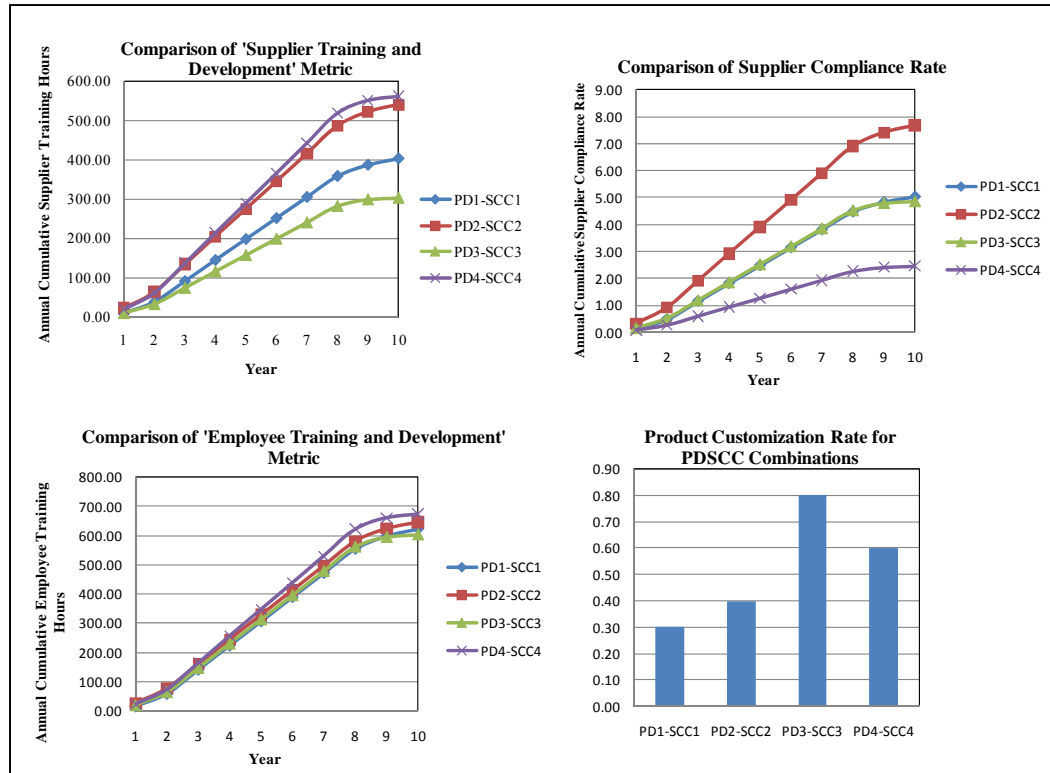 Comparison of 'Supplier Training and
Development' Metric
Annual Cumulative Supplier Training Hours
600.00
500.00
400.00
300.00
200.00
100.00
0.00
1 2 3 4 5 6 7 8 9 10
Year
PD1-SCC1
PD2-SCC2
PD3-SCC3
PD4-SCC4
Comparison of Supplier Compliance Rate
Annual Cumulative Supplier Compliance Rate
9.00
8.00
7.00
6.00
5.00
4.00
3.00
2.00
1.00
0.00
1 2 3 4 5 6 7 8 9 10
Year
PD1-SCC1
PD2-SCC2
PD3-SCC3
PD4-SCC4
Comparison of 'Employee Training and Development'
Metric
Annual Cumulative Employee Training
Hours
800.00
700.00
600.00
500.00
400.00
300.00
200.00
100.00
0.00
1 2 3 4 5 6 7 8 9 10
Year
PD1-SCC1
PD2-SCC2
PD3-SCC3
PD4-SCC4
Product Customization Rate for
PDSCC Combinations
0.90
0.80
0.70
0.60
0.50
0.40
0.30
0.20
0.10
0.00
PD1-SCC1 PD2-SCC2 PD3-SCC3 PD4-SCC4